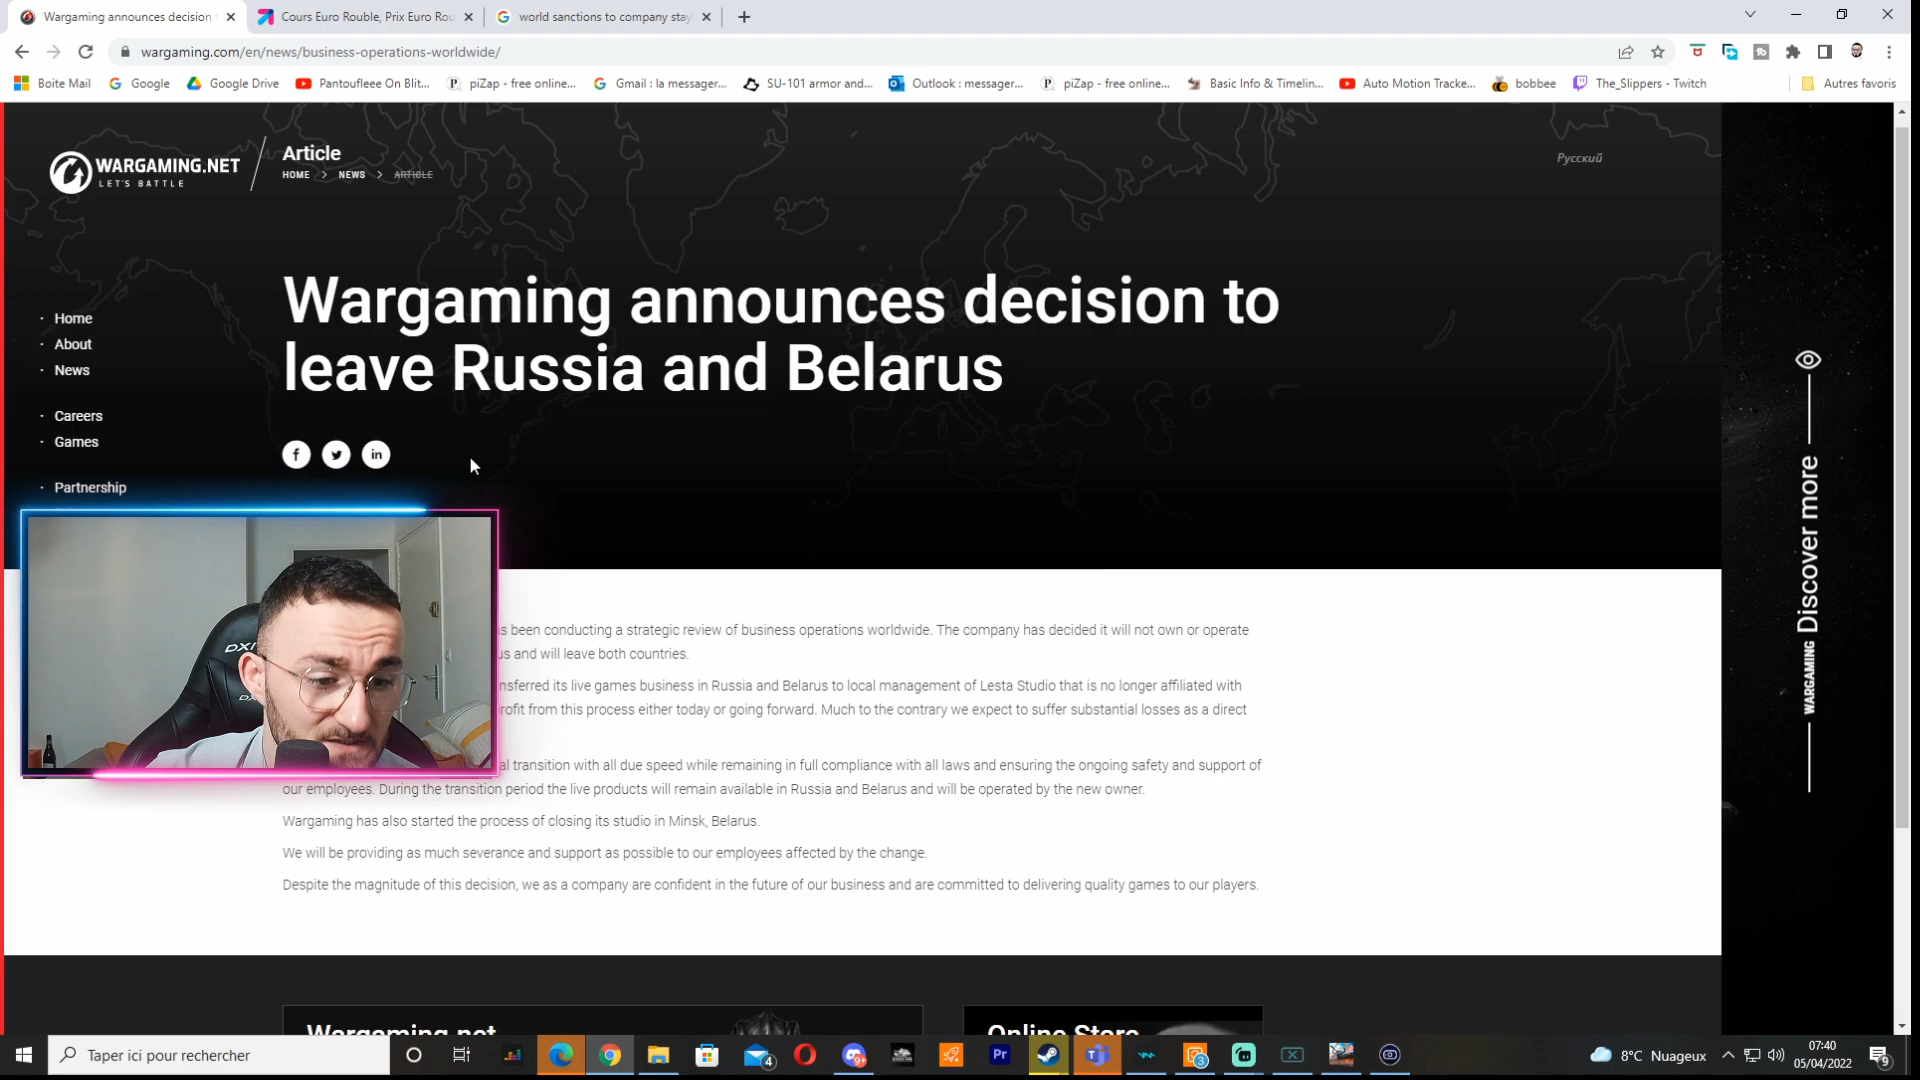 Wargaming announces decision
Cours Euro Rouble, Prix Euro Rou
world sanctions to company stay
wargaming.com/en/news/business-operations-worldwide/
Boite Mail
Google
Google Drive
Pantoufleee On Blit...
piZap - free online...
Gmail : la messager...
SU-101 armor and...
Outlook : messager...
piZap - free online...
Basic Info & Timelin...
Auto Motion Tracke...
bobbee
The_Slippers - Twitch
Autres favoris
WARGAMING.NET
LET'S BATTLE
Article
HOME > NEWS > ARTICLE
Русский
Wargaming announces decision to
leave Russia and Belarus
Home
About
News
Careers
Games
Partnership
WARGAMING Discover more
DX
s been conducting a strategic review of business operations worldwide. The company has decided it will not own or operate
us and will leave both countries.
nsferred its live games business in Russia and Belarus to local management of Lesta Studio that is no longer affiliated with
rofit from this process either today or going forward. Much to the contrary we expect to suffer substantial losses as a direct
al transition with all due speed while remaining in full compliance with all laws and ensuring the ongoing safety and support of
our employees. During the transition period the live products will remain available in Russia and Belarus and will be operated by the new owner.
Wargaming has also started the process of closing its studio in Minsk, Belarus.
We will be providing as much severance and support as possible to our employees affected by the change.
Despite the magnitude of this decision, we as a company are confident in the future of our business and are committed to delivering quality games to our players.
Wargaming.net
Online Store
Taper ici pour rechercher
4
9+
Pr
3
8°C Nuageux
07:40
05/04/2022
9